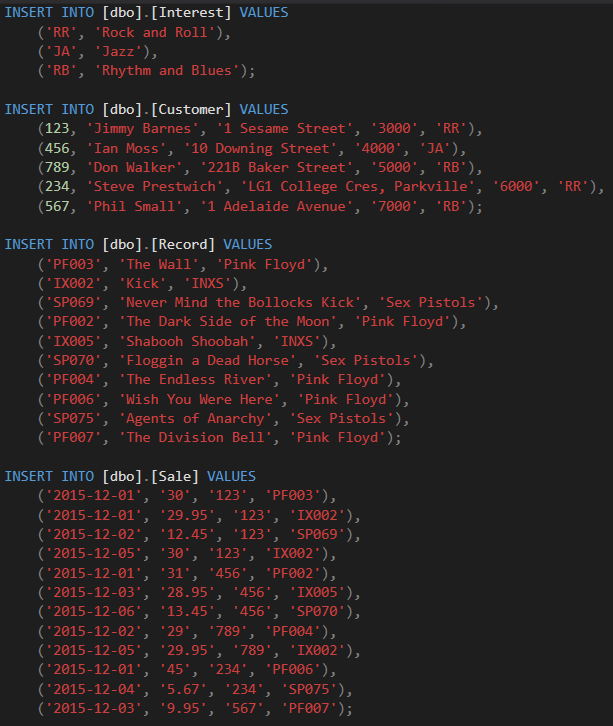 INSERT INTO [dbo].[Interest] VALUES
('RR', 'Rock and Roll'),
('JA', 'Jazz'),
('RB', 'Rhythm and Blues');
INSERT INTO [dbo].[Customer] VALUES
(123, 'Jimmy Barnes', '1 Sesame Street', '3000', 'RR'),
(456, 'Ian Moss', '10 Downing Street', '4000', 'JA'),
(789, 'Don Walker', '221B Baker Street', '5000', 'RB'),
(234, 'Steve Prestwich', 'LG1 College Cres, Parkville', '6000', 'RR'),
(567, 'Phil Small', '1 Adelaide Avenue', '7000', 'RB');
INSERT INTO [dbo].[Record] VALUES
('PF003', 'The Wall', 'Pink Floyd'),
('IX002', 'Kick', 'INXS'),
('SP069', 'Never Mind the Bollocks Kick', 'Sex Pistols'),
('PF002', 'The Dark Side of the Moon', 'Pink Floyd'),
('IX005', 'Shabooh Shoobah', 'INXS'),
('SP070', 'Floggin a Dead Horse', 'Sex Pistols'),
('PF004', 'The Endless River', 'Pink Floyd'),
('PF006', 'Wish You Were Here', 'Pink Floyd'),
('SP075', 'Agents of Anarchy', 'Sex Pistols'),
('PF007', 'The Division Bell', 'Pink Floyd');
INSERT INTO [dbo].[Sale] VALUES
('2015-12-01', '30', '123', 'PF003'),
('2015-12-01', '29.95', '123', 'IX002'),
('2015-12-02', '12.45', '123', 'SP069'),
('2015-12-05', '30', '123', 'IX002'),
('2015-12-01', '31', '456', 'PF002'),
('2015-12-03', '28.95', '456', 'IX005'),
('2015-12-06', '13.45', '456', 'SP070'),
('2015-12-02', '29', '789', 'PF004'),
('2015-12-05', '29.95', '789', 'IX002'),
('2015-12-01', '45', '234', 'PF006'),
('2015-12-04', '5.67', '234', 'SP075'),
('2015-12-03', '9.95', '567', 'PF007');